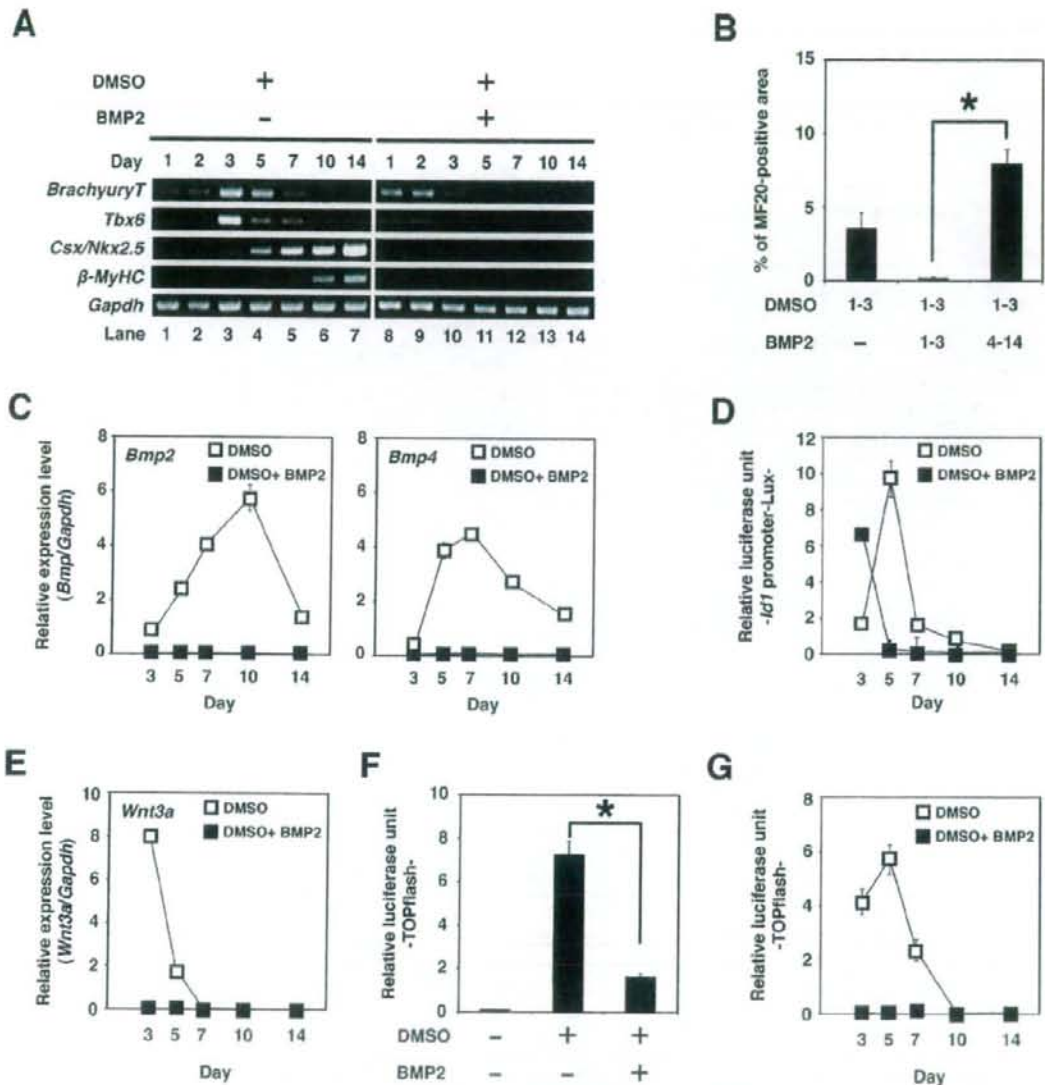 A
DMSO + +
BMP2 − +
Day 1 2 3 5 7 10 14 1 2 3 5 7 10 14
BrachyuryT
Tbx6
Csx/Nkx2.5
β-MyHC
Gapdh
Lane 1 2 3 4 5 6 7 8 9 10 11 12 13 14
B
% of MF20-positive area
15
10
5
0
*
DMSO 1-3 1-3 1-3
BMP2 − 1-3 4-14
C
Relative expression level
(Bmp/Gapdh)
8
6
4
2
0
Bmp2
DMSO
DMSO+ BMP2
3 5 7 10 14
Day
8
6
4
2
0
Bmp4
DMSO
DMSO+ BMP2
3 5 7 10 14
Day
D
Relative luciferase unit
-Id1 promoter-Lux-
12
10
8
6
4
2
0
DMSO
DMSO+ BMP2
3 5 7 10 14
Day
E
Relative expression level
(Wnt3a/Gapdh)
10
8
6
4
2
0
Wnt3a
DMSO
DMSO+ BMP2
3 5 7 10 14
Day
F
Relative luciferase unit
-TOPflash-
10
8
6
4
2
0
*
DMSO − + +
BMP2 − − +
G
Relative luciferase unit
-TOPflash-
8
6
4
2
0
DMSO
DMSO+ BMP2
3 5 7 10 14
Day